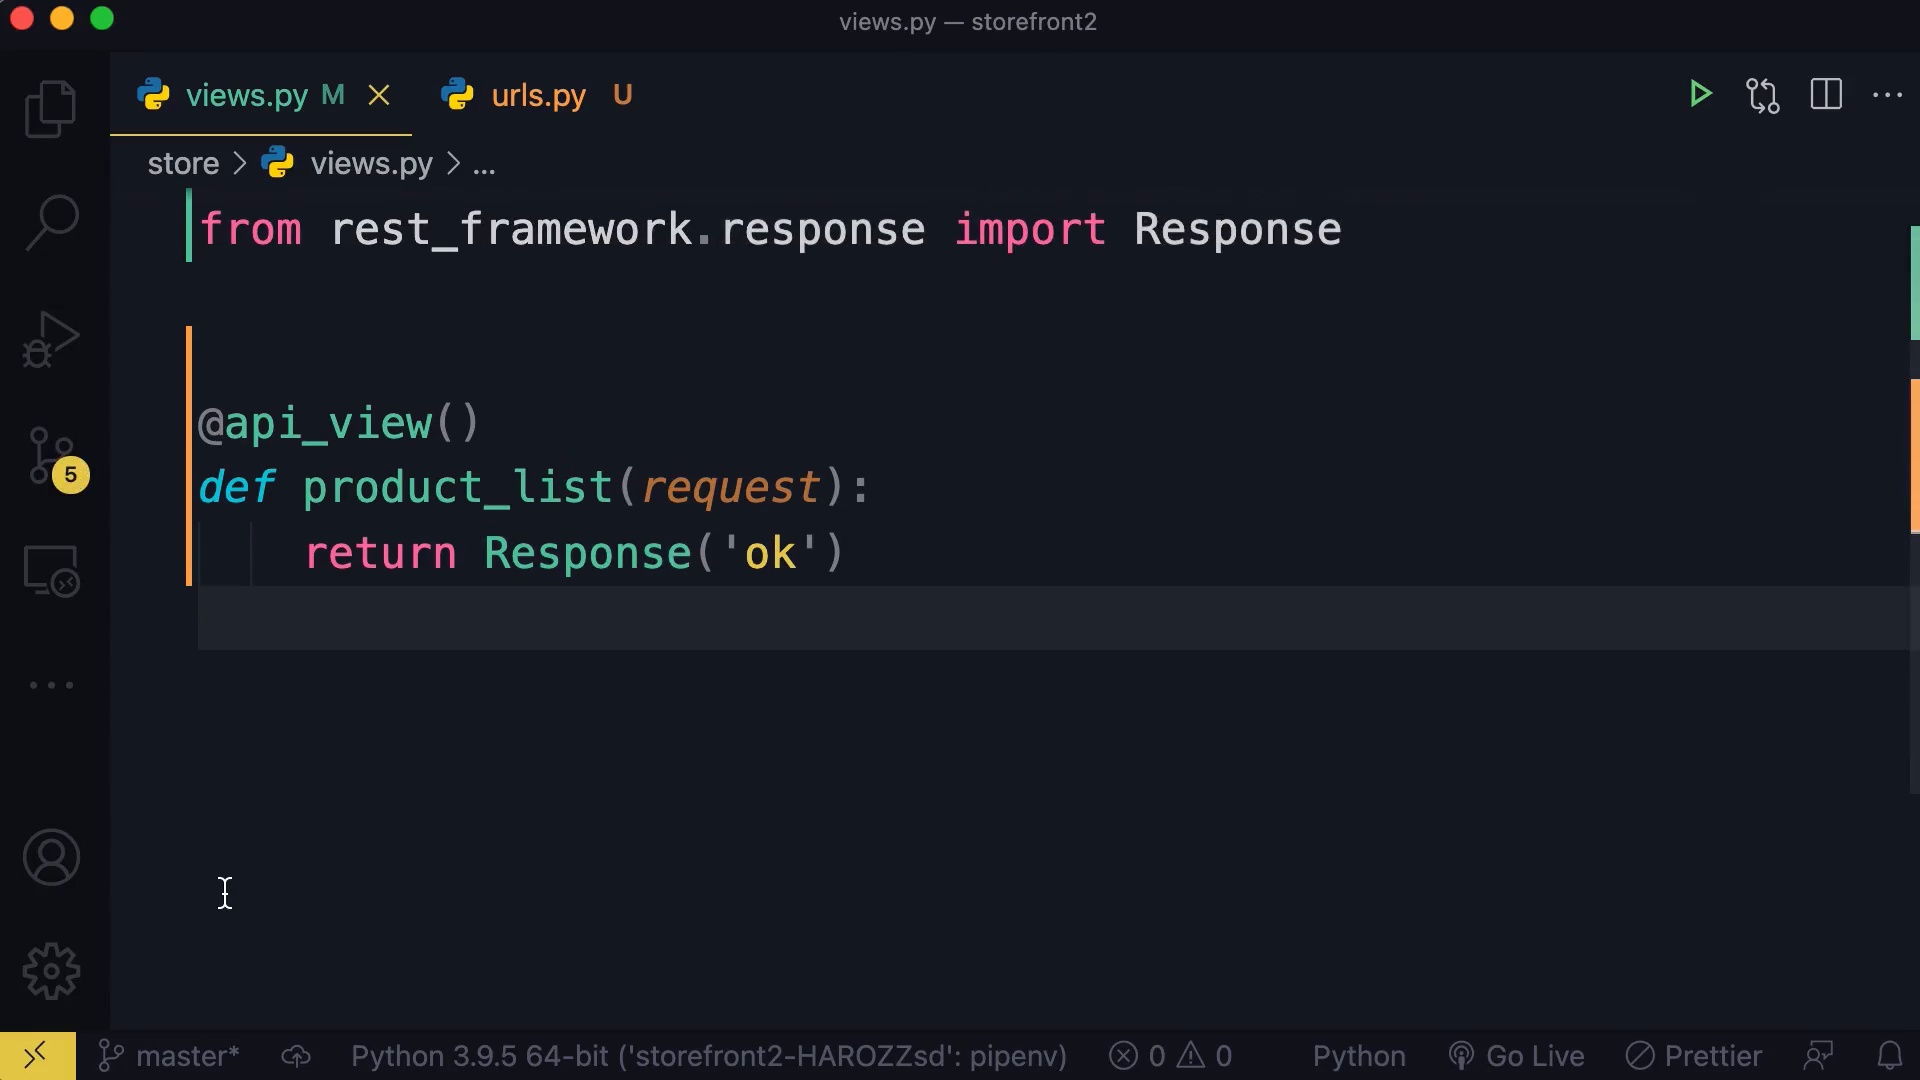 views.py — storefront2
views.py M urls.py U
store > views.py > ...
from rest_framework.response import Response
@api_view()
def product_list(request):
return Response('ok')
5
master* Python 3.9.5 64-bit ('storefront2-HAROZZsd': pipenv) 0 0 Python Go Live Prettier